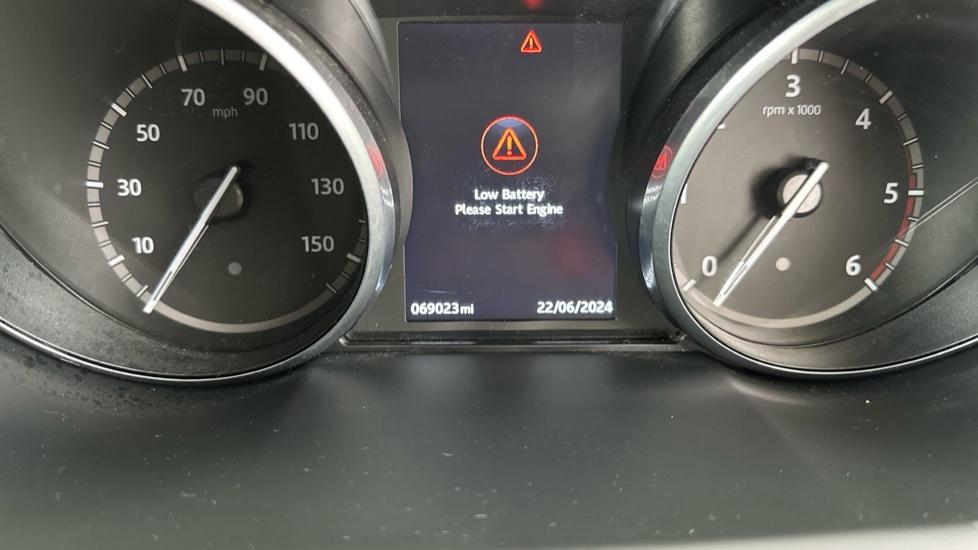 70 90
mph
50 110
30 130
10 150
Low Battery
Please Start Engine
069023mi 22/06/2024
3
rpm x 1000
4
5
0 6